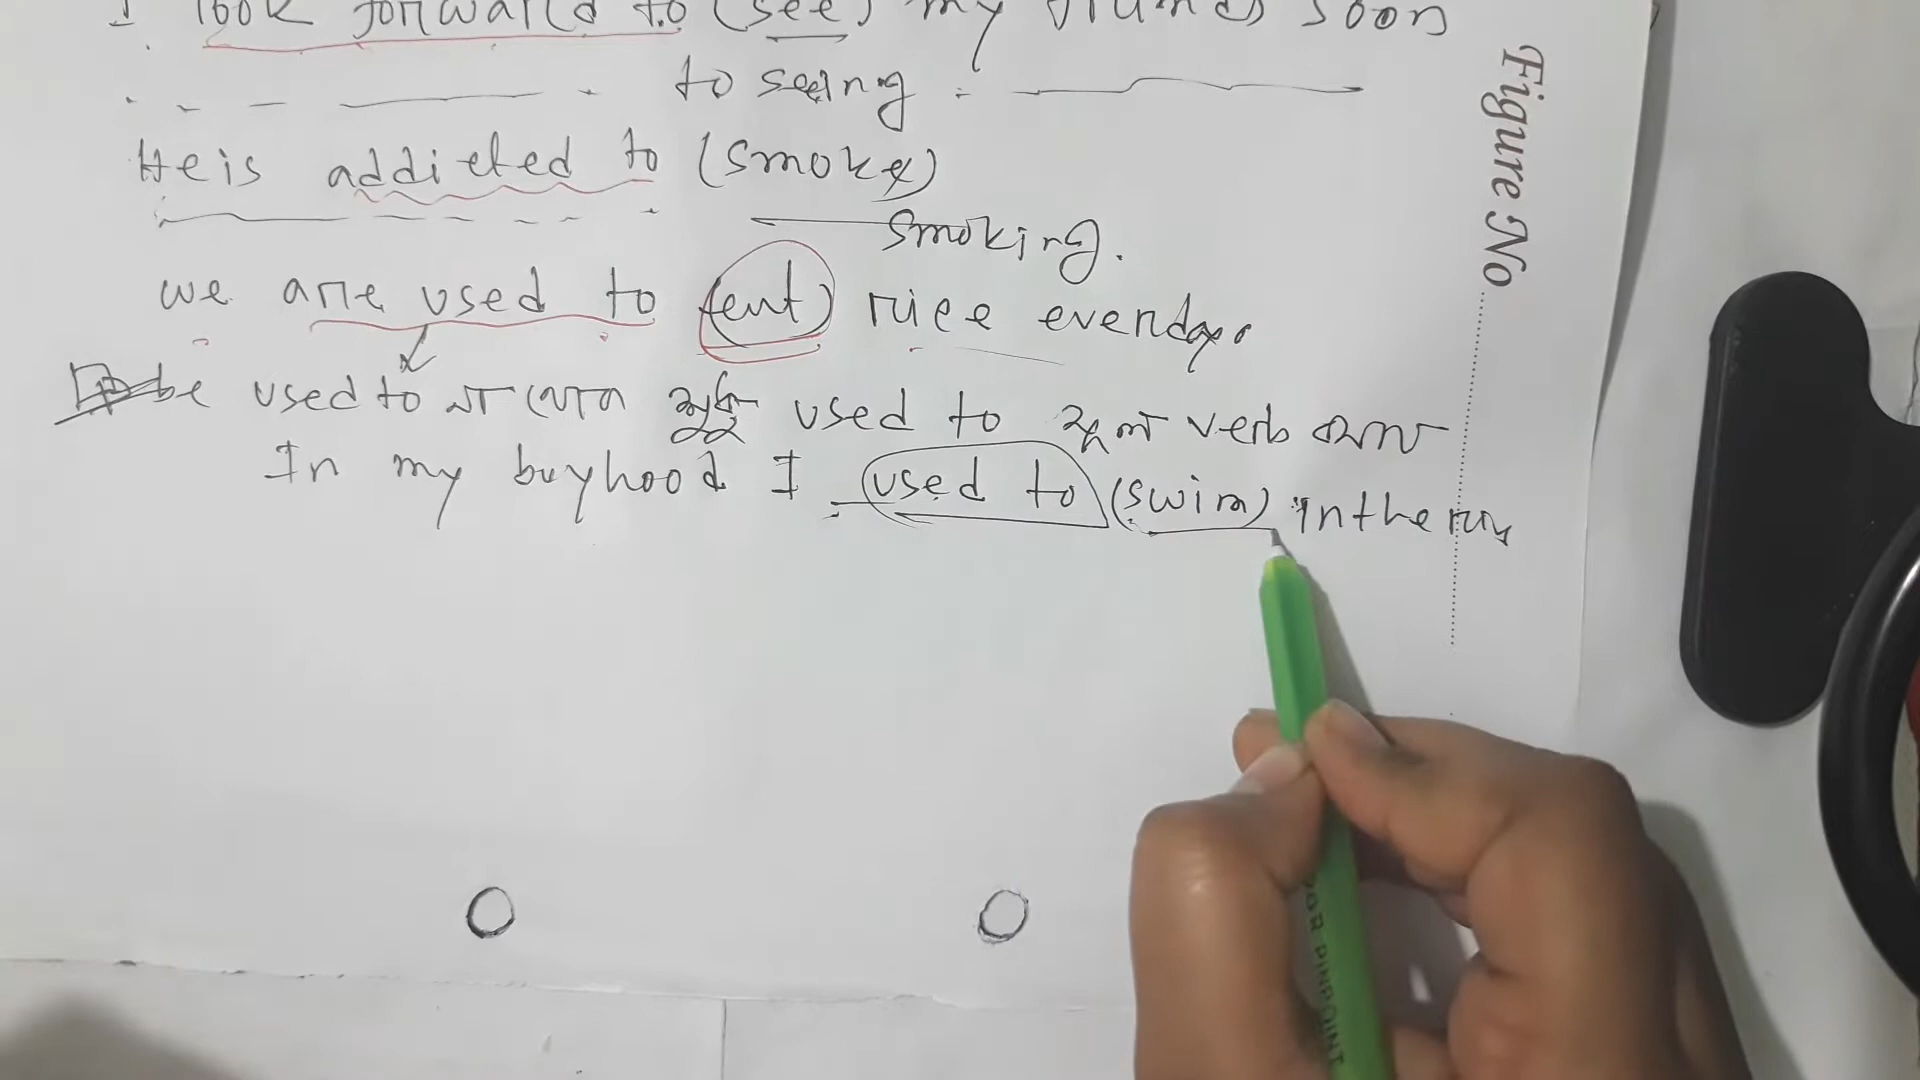 I look forward to (see) my friends soon
to seeing
He is addicted to (smoke)
smoking.
we are used to (eat) rice everyday.
be used to না থেকে শুধু used to verb
In my boyhood I used to (swim) in the
Figure No
PINPOINT